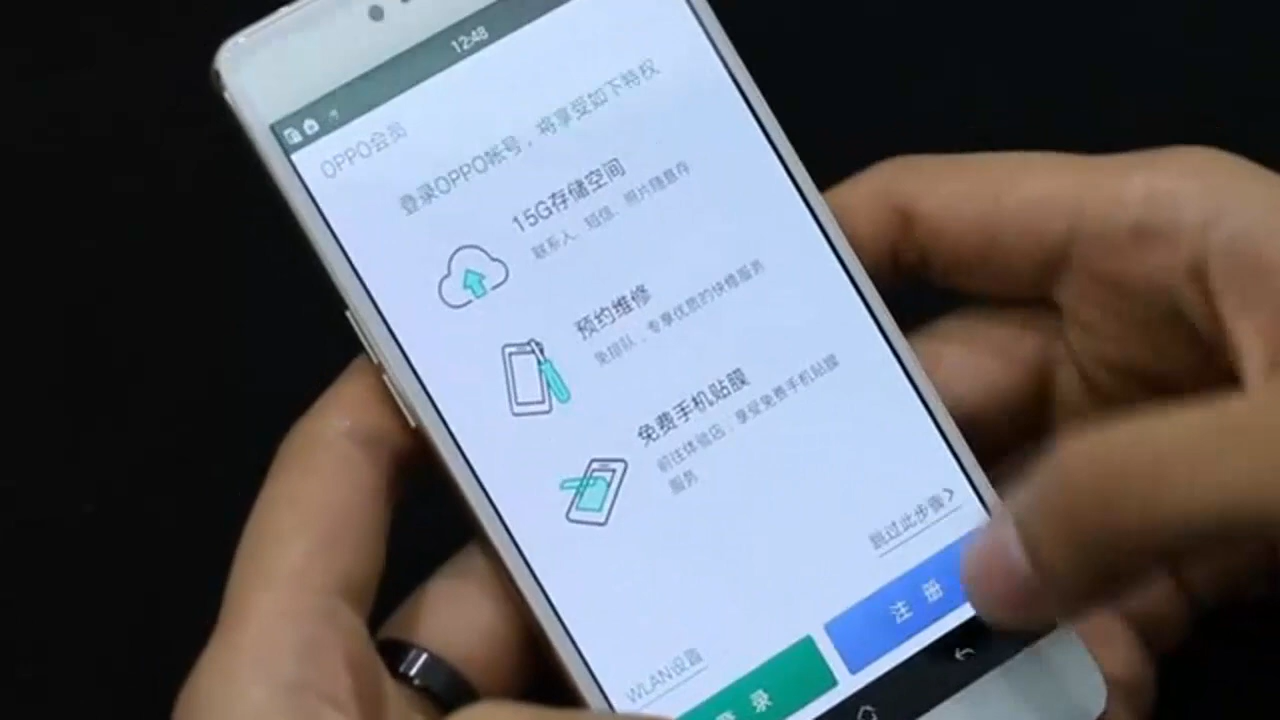 12:48
OPPO会员
登录OPPO帐号，将享受如下特权
15G存储空间
联系人、短信、照片随意存
预约维修
免排队，专享优质的快修服务
免费手机贴膜
前往体验店，享受免费手机贴膜
服务
跳过此步骤>
注 册
WLAN设置
登 录